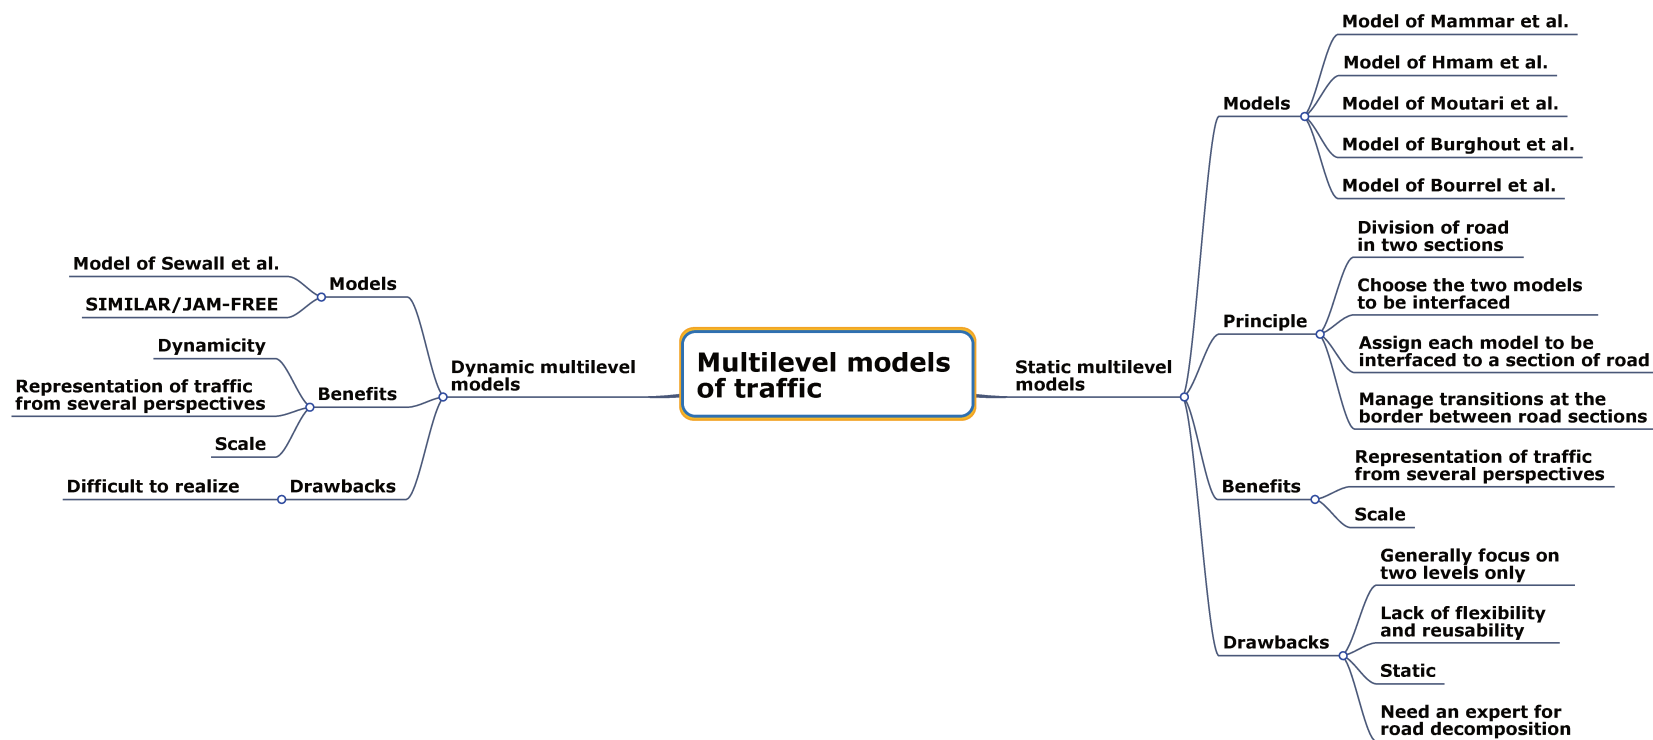 Multilevel models
of traffic
Dynamic multilevel
models
Models
Model of Sewall et al.
SIMILAR/JAM-FREE
Benefits
Dynamicity
Representation of traffic
from several perspectives
Scale
Drawbacks
Difficult to realize
Static multilevel
models
Models
Model of Mammar et al.
Model of Hmam et al.
Model of Moutari et al.
Model of Burghout et al.
Model of Bourrel et al.
Principle
Division of road
in two sections
Choose the two models
to be interfaced
Assign each model to be
interfaced to a section of road
Manage transitions at the
border between road sections
Benefits
Representation of traffic
from several perspectives
Scale
Drawbacks
Generally focus on
two levels only
Lack of flexibility
and reusability
Static
Need an expert for
road decomposition